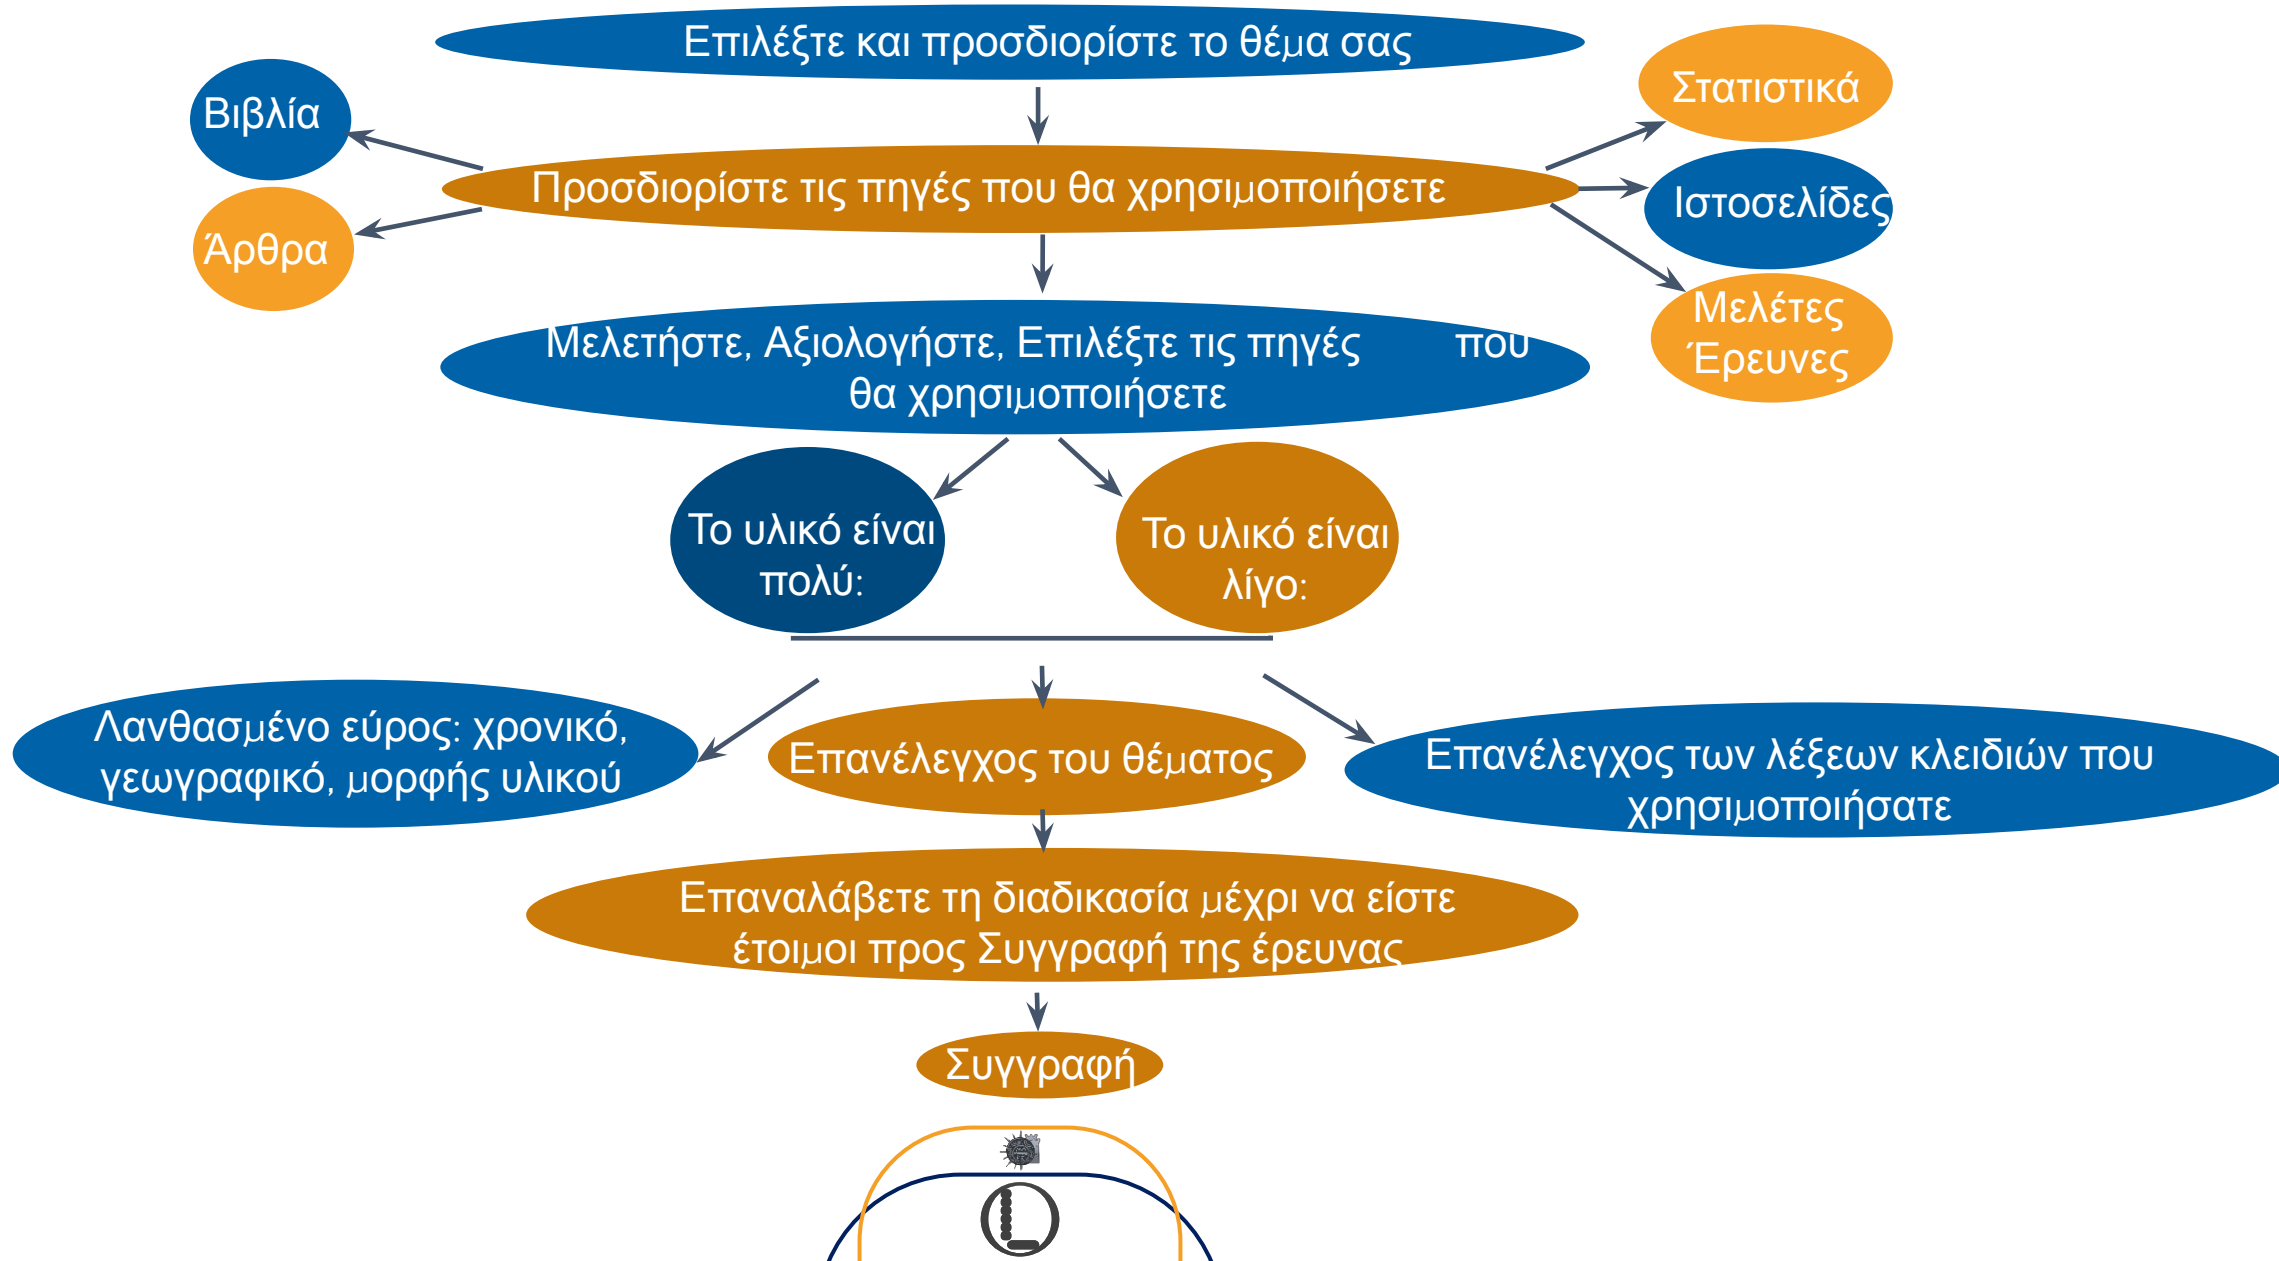 Επιλέξτε και προσδιορίστε το θέμα σας
Βιβλία
Στατιστικά
Προσδιορίστε τις πηγές που θα χρησιμοποιήσετε
Ιστοσελίδες
Άρθρα
Μελέτες
Έρευνες
Μελετήστε, Αξιολογήστε, Επιλέξτε τις πηγές που
θα χρησιμοποιήσετε
Το υλικό είναι
πολύ:
Το υλικό είναι
λίγο:
Λανθασμένο εύρος: χρονικό,
γεωγραφικό, μορφής υλικού
Επανέλεγχος του θέματος
Επανέλεγχος των λέξεων κλειδιών που
χρησιμοποιήσατε
Επαναλάβετε τη διαδικασία μέχρι να είστε
έτοιμοι προς Συγγραφή της έρευνας
Συγγραφή